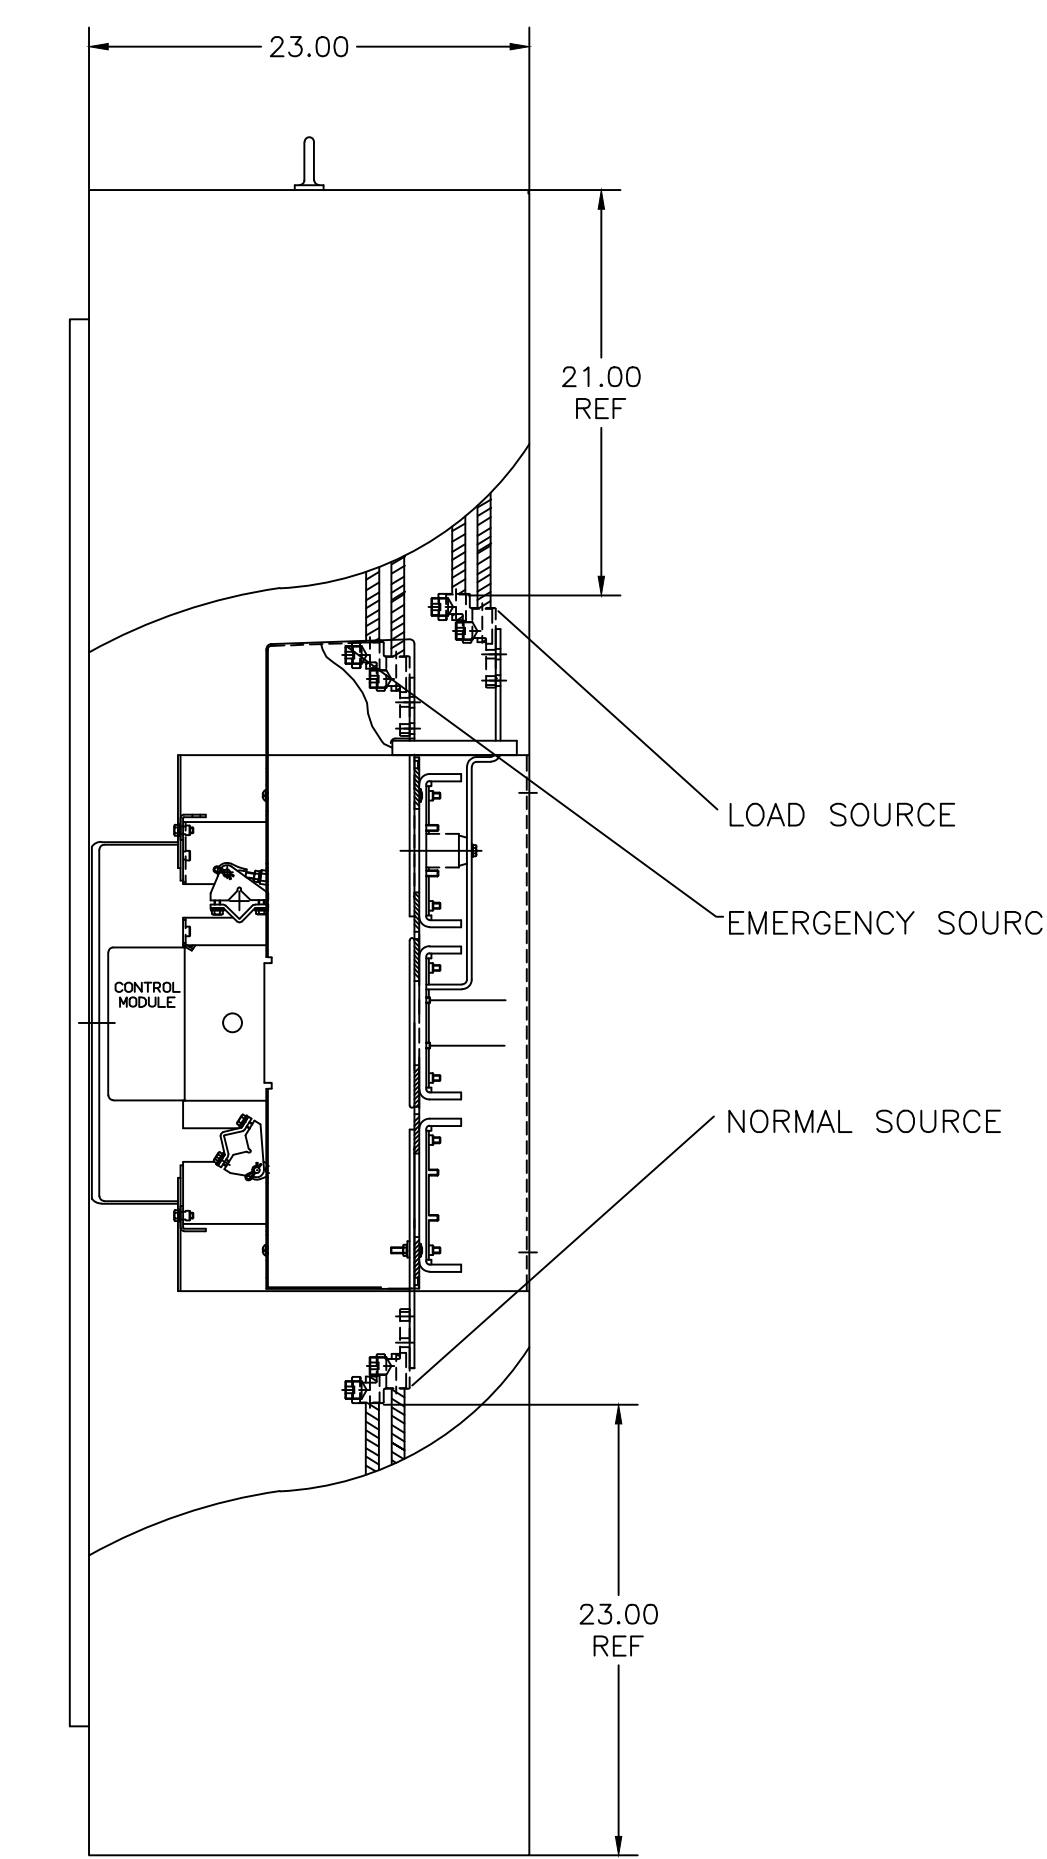 23.00
21.00
REF
LOAD SOURCE
EMERGENCY SOURC
CONTROL
MODULE
NORMAL SOURCE
23.00
REF